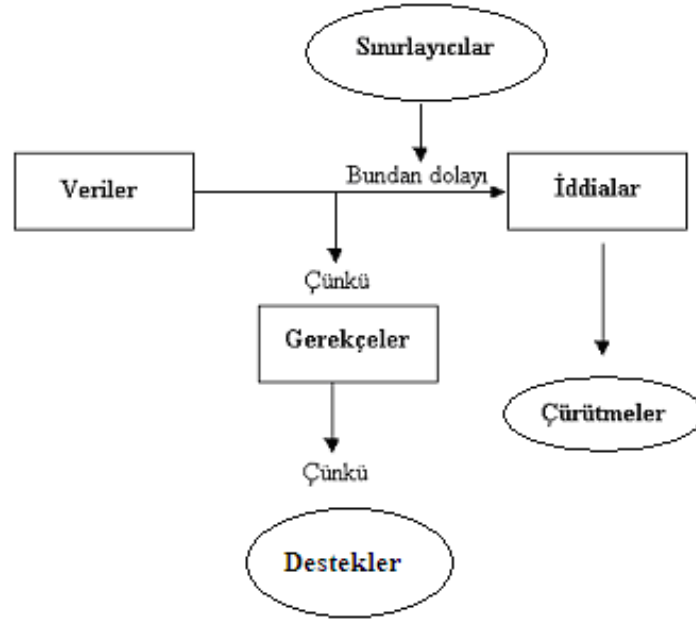 Sınırlayıcılar
Veriler
Bundan dolayı
İddialar
Çünkü
Gerekçeler
Çürütmeler
Çünkü
Destekler